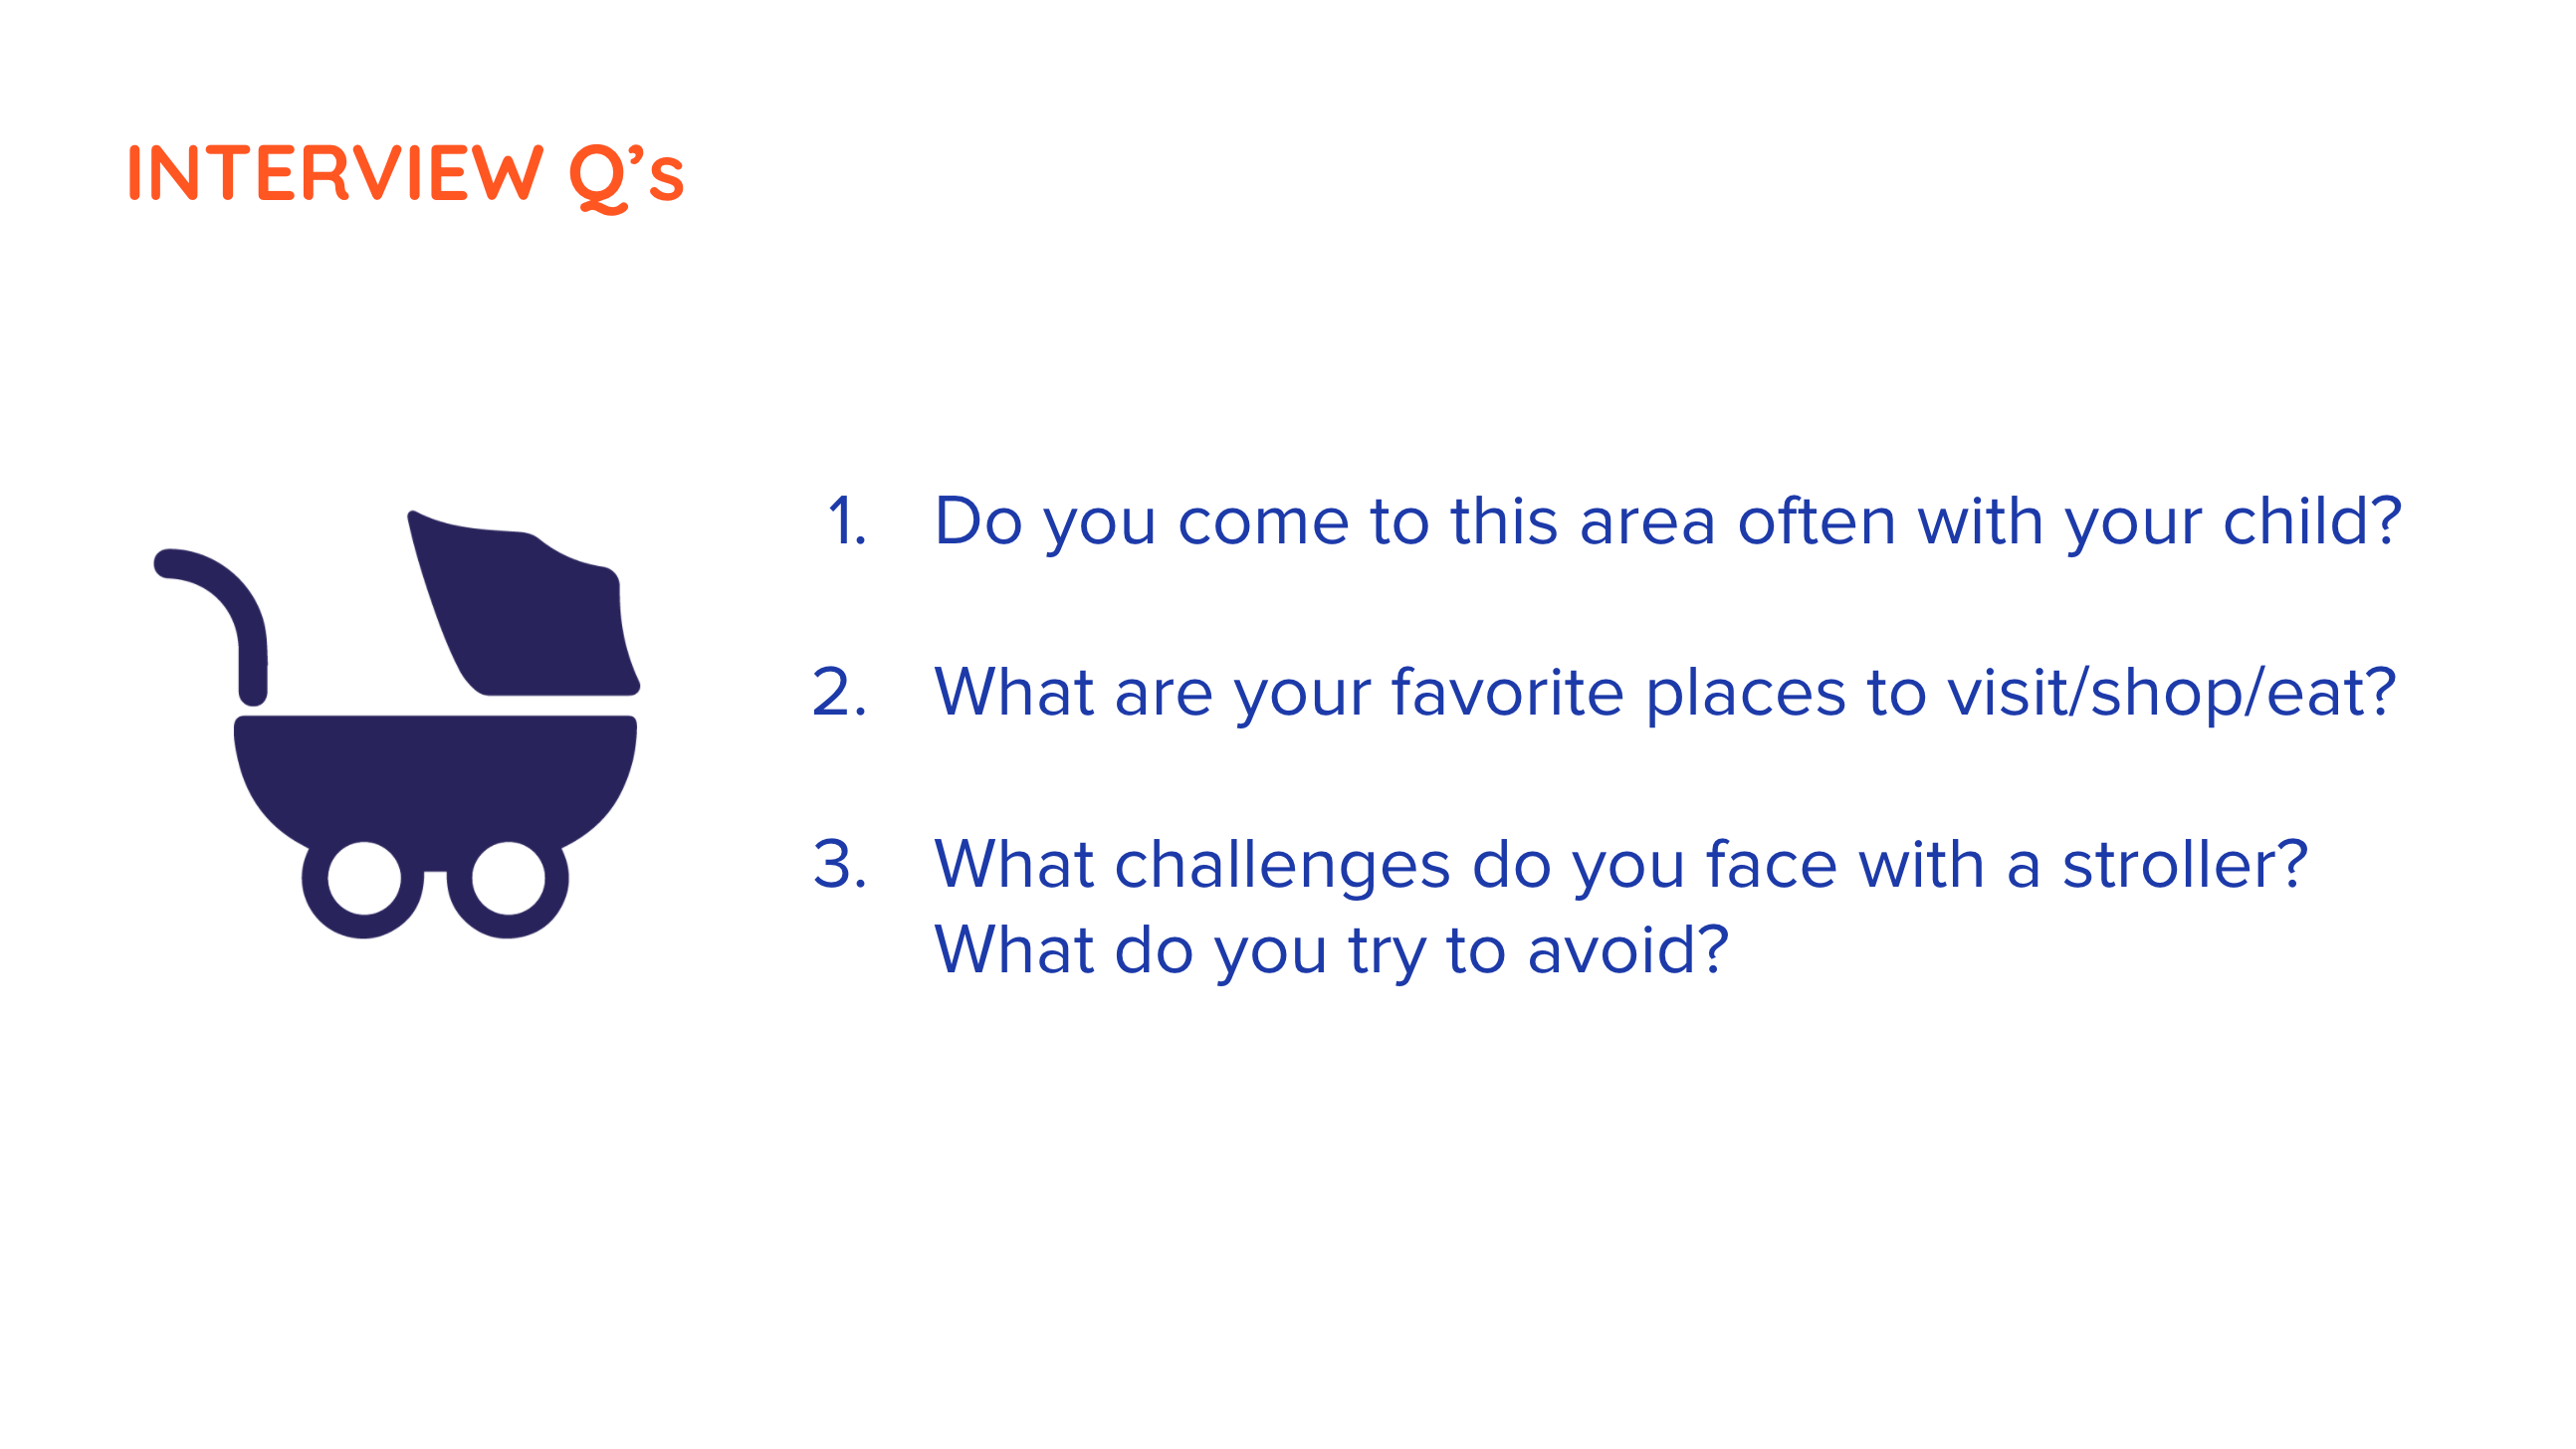 INTERVIEW Q’s
1. Do you come to this area often with your child?
2. What are your favorite places to visit/shop/eat?
3. What challenges do you face with a stroller?
What do you try to avoid?